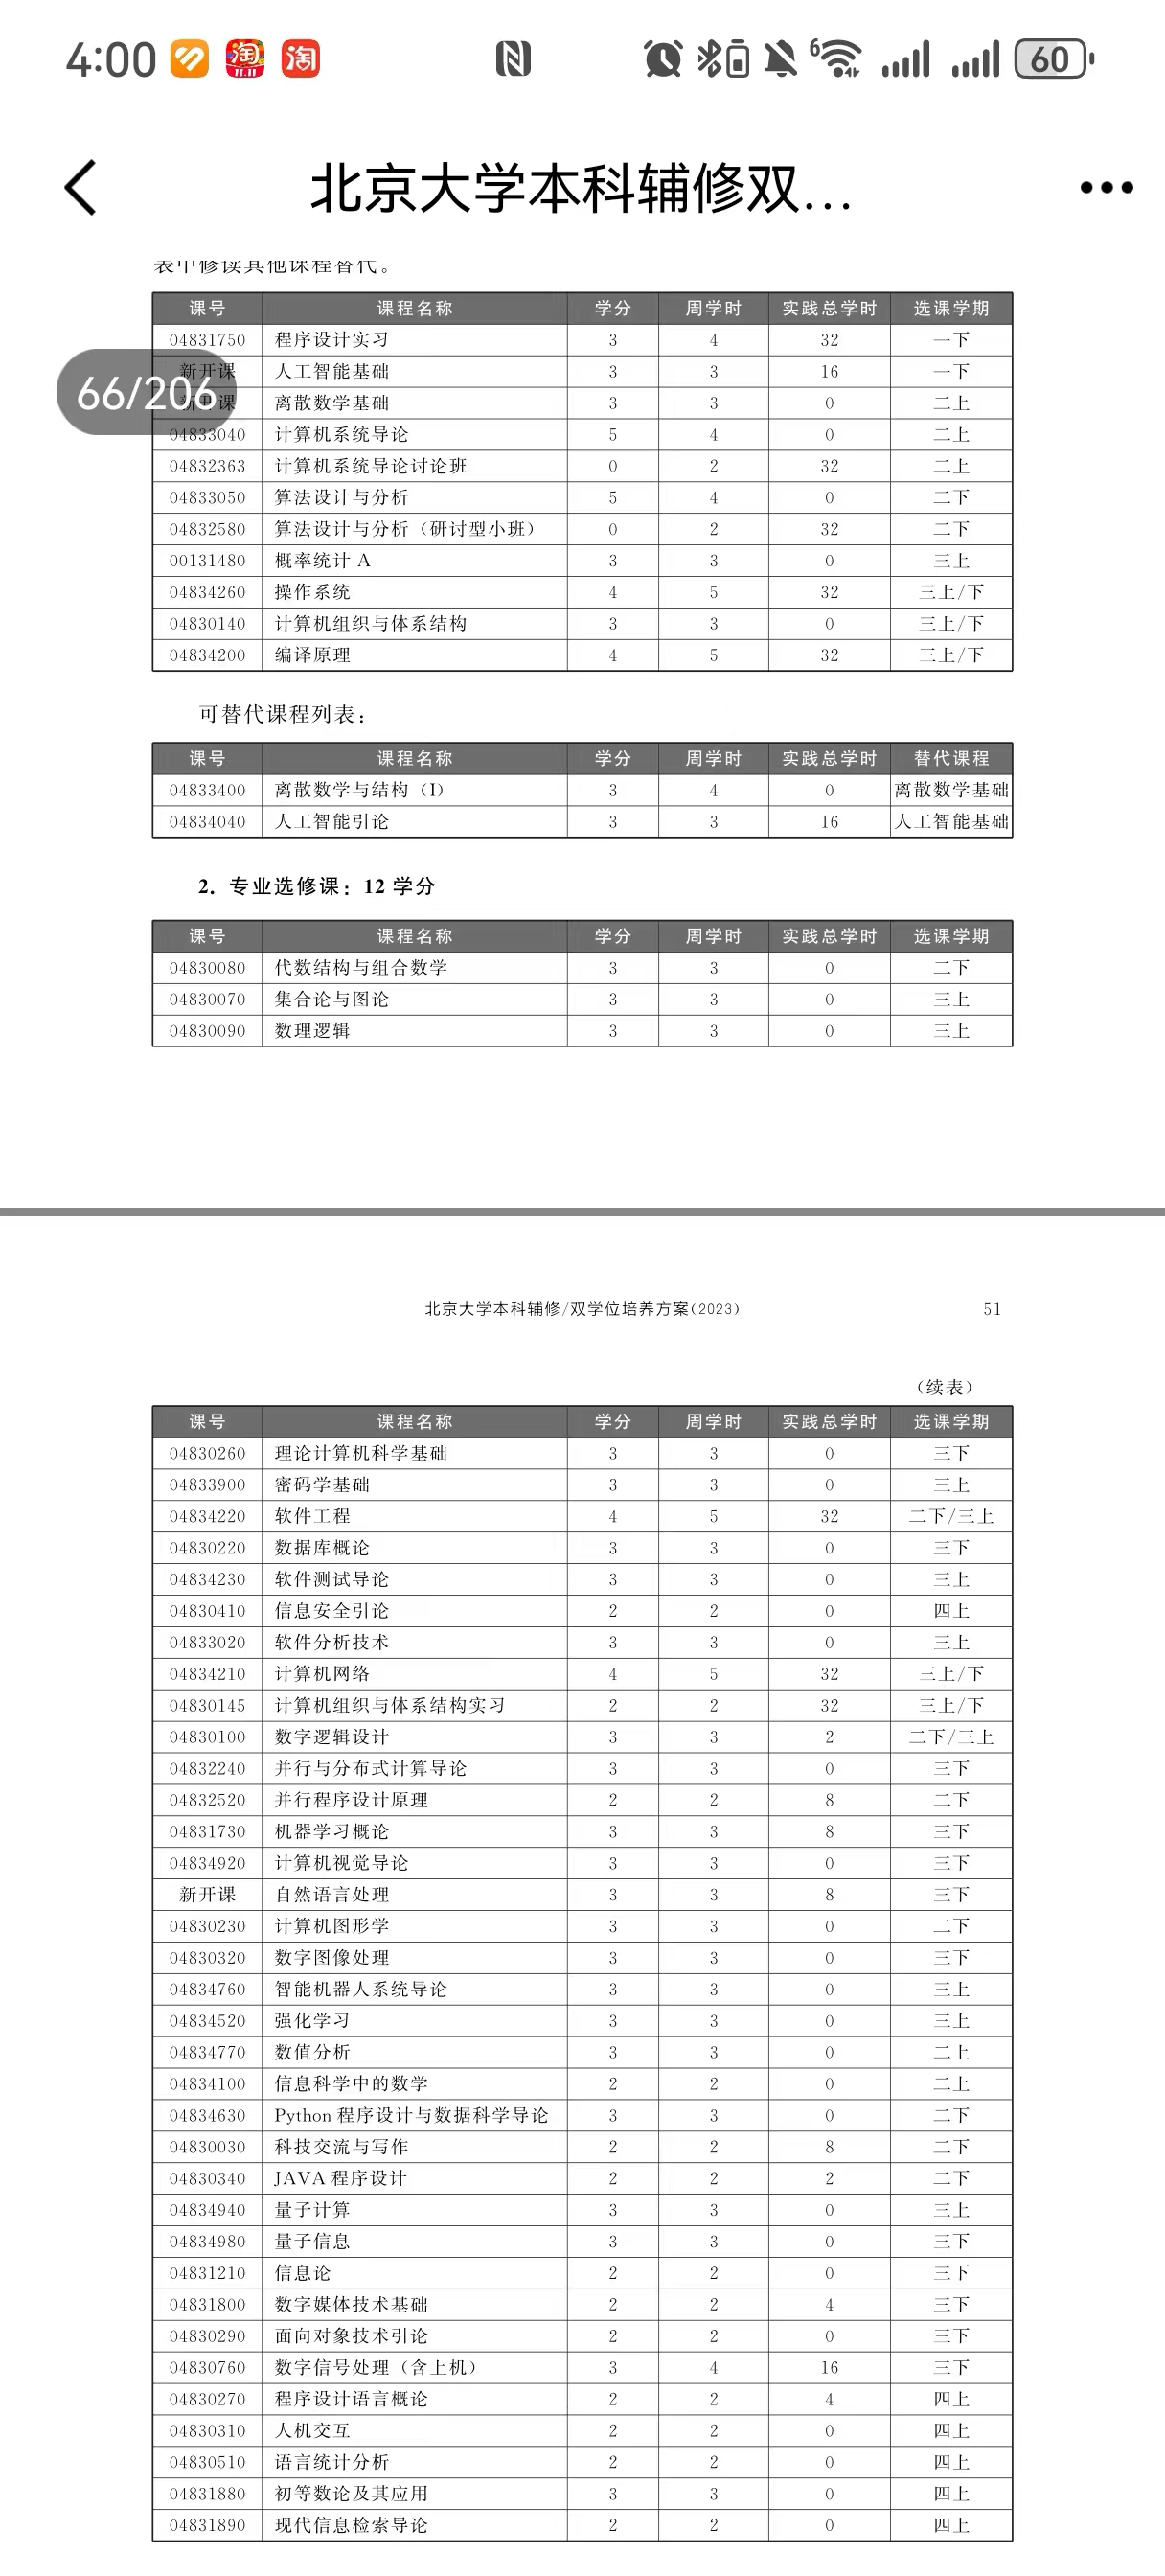 4:00
淘
11.11
淘
6
60
北京大学本科辅修双...
表中修读其他课程替代。
课号 课程名称 学分 周学时 实践总学时 选课学期
04831750 程序设计实习 3 4 32 一下
新开课 人工智能基础 3 3 16 一下
66/206
新开课 离散数学基础 3 3 0 二上
04833040 计算机系统导论 5 4 0 二上
04832363 计算机系统导论讨论班 0 2 32 二上
04833050 算法设计与分析 5 4 0 二下
04832580 算法设计与分析（研讨型小班） 0 2 32 二下
00131480 概率统计 A 3 3 0 三上
04834260 操作系统 4 5 32 三上/下
04830140 计算机组织与体系结构 3 3 0 三上/下
04834200 编译原理 4 5 32 三上/下
可替代课程列表：
课号 课程名称 学分 周学时 实践总学时 替代课程
04833400 离散数学与结构（I） 3 4 0 离散数学基础
04834040 人工智能引论 3 3 16 人工智能基础
2. 专业选修课：12 学分
课号 课程名称 学分 周学时 实践总学时 选课学期
04830080 代数结构与组合数学 3 3 0 二下
04830070 集合论与图论 3 3 0 三上
04830090 数理逻辑 3 3 0 三上
北京大学本科辅修/双学位培养方案(2023) 51
（续表）
课号 课程名称 学分 周学时 实践总学时 选课学期
04830260 理论计算机科学基础 3 3 0 三下
04833900 密码学基础 3 3 0 三上
04834220 软件工程 4 5 32 二下/三上
04830220 数据库概论 3 3 0 三下
04834230 软件测试导论 3 3 0 三上
04830410 信息安全引论 2 2 0 四上
04833020 软件分析技术 3 3 0 三上
04834210 计算机网络 4 5 32 三上/下
04830145 计算机组织与体系结构实习 2 2 32 三上/下
04830100 数字逻辑设计 3 3 2 二下/三上
04832240 并行与分布式计算导论 3 3 0 三下
04832520 并行程序设计原理 2 2 8 二下
04831730 机器学习概论 3 3 8 三下
04834920 计算机视觉导论 3 3 0 三下
新开课 自然语言处理 3 3 8 三下
04830230 计算机图形学 3 3 0 二下
04830320 数字图像处理 3 3 0 三下
04834760 智能机器人系统导论 3 3 0 三上
04834520 强化学习 3 3 0 三上
04834770 数值分析 3 3 0 二上
04834100 信息科学中的数学 2 2 0 二上
04834630 Python 程序设计与数据科学导论 3 3 0 二下
04830030 科技交流与写作 2 2 8 二下
04830340 JAVA 程序设计 2 2 2 二下
04834940 量子计算 3 3 0 三上
04834980 量子信息 3 3 0 三下
04831210 信息论 2 2 0 三下
04831800 数字媒体技术基础 2 2 4 三下
04830290 面向对象技术引论 2 2 0 三下
04830760 数字信号处理（含上机） 3 4 16 三下
04830270 程序设计语言概论 2 2 4 四上
04830310 人机交互 2 2 0 四上
04830510 语言统计分析 2 2 0 四上
04831880 初等数论及其应用 3 3 0 四上
04831890 现代信息检索导论 2 2 0 四上